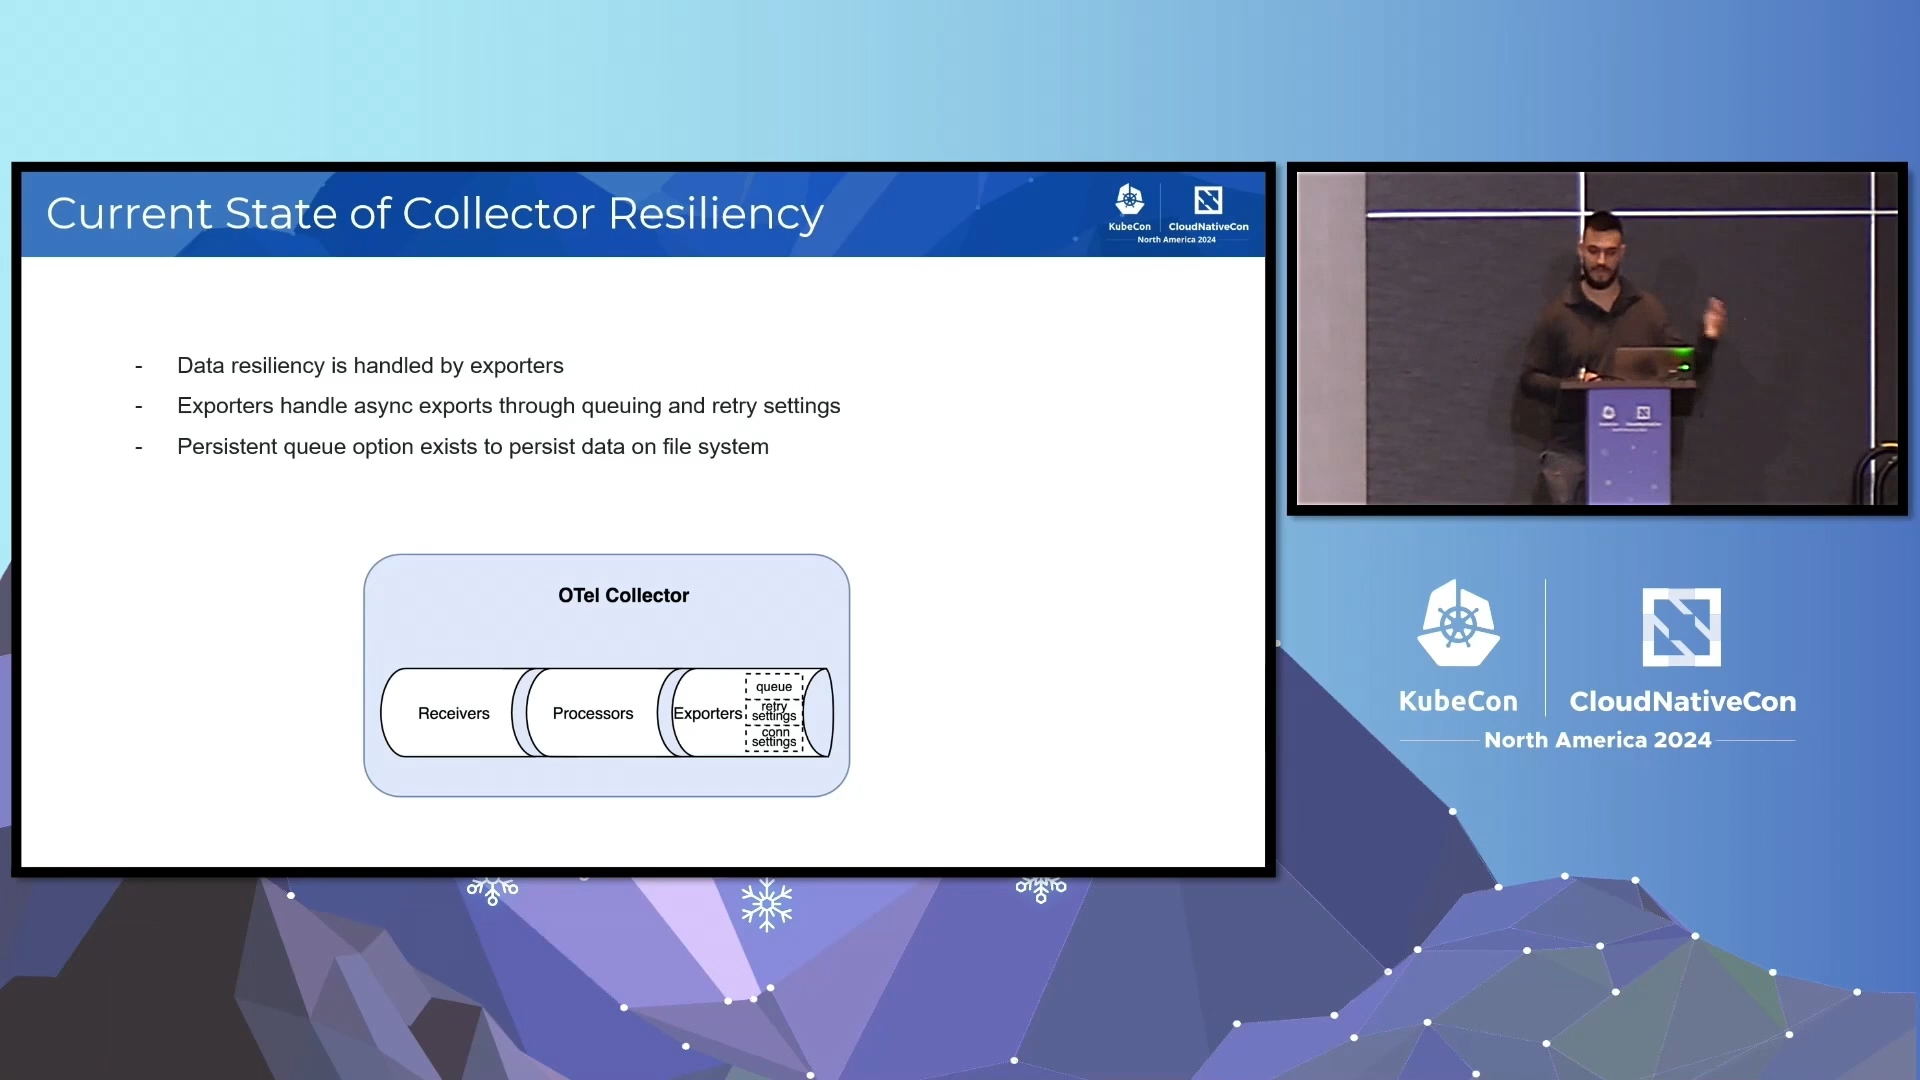 Current State of Collector Resiliency
KubeCon
CloudNativeCon
North America 2024
- Data resiliency is handled by exporters
- Exporters handle async exports through queuing and retry settings
- Persistent queue option exists to persist data on file system
OTel Collector
Receivers
Processors
Exporters
queue
retry
settings
conn
settings
KubeCon
CloudNativeCon
North America 2024